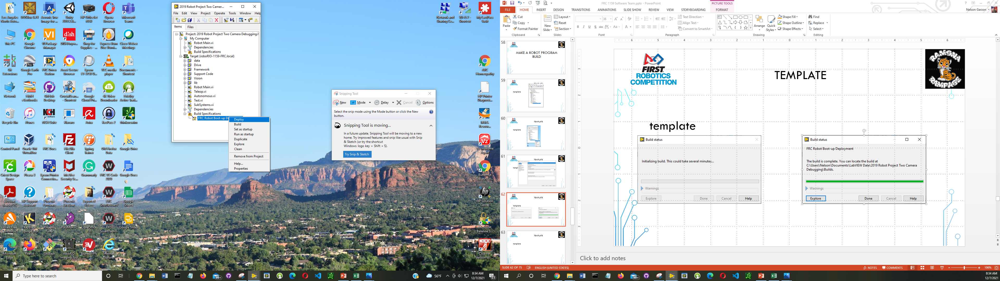 Los Angeles North Auto...
DOSBox 0.74
Acronis True Image for ...
Unity 2017.2.0...
HP OfficeJet 6950
Opera Browser
Microsoft Teams
This PC
Google Chrome
VI Package Manager
DISHAnyw...
Shop for Supplies - ...
Express Burn Disc Burni...
Cisco Webex Meetings
Git Extensions
Google Earth Pro
FRC Driver Station
Avast Secure Browser
Epson ET-3750 U...
VLC media player
Documents - Shortcut
Network
HMH eTextbooks
GitHub Desktop
CrucialScan... - Shortcut
Google Cloud Pri...
4K Video Downloader
Fidelity Active Trad...
Recycle Bin
iTunes
NCH Suite
Klavaro
Avira
KeePass 2
thinkorswim
Control Panel
Oracle VM VirtualBox
FRC Docs
FileZilla Client
Typing Trainer
Old Firefox Data
Google Drive
Cricut Design Space
Picasa 3
Epson Printer Connectio...
McAfee Security Sc...
Grammarly
FRC VS Code 2020
Google Docs
Acrobat Reader DC
HP Support Assistant
Phoenix Firmware
Phoenix LifeBoat
Exported Videos
FRC Shuffleboard
Google Sheets
Avast Free Antivirus
KeyBlaze Typing Tutor
Phoenix Tuner
PixyMon v2
LibreOffice 7.0
FRC SmartDash...
Google Slides
Microsoft Edge
Firefox
Git Bash
roboRIO Imaging Tool
ExpressVPN
Internet Explorer
2019 Robot Project Two Camer...
File Edit View Project Operate Tools Window Help
Items Files
Project: 2019 Robot Project Two Camera Debugging.l
My Computer
Robot Main.vi
Dependencies
Build Specifications
Target (roboRIO-1159-FRC.local)
data
Drive
Framework
Support Code
Vision
lib
Robot Main.vi
Teleop.vi
Autonomous.vi
Test.vi
SubSystems.vi
Dependencies
Build Specifications
FRC Robot Boot-up De
Deploy
Build
Set as startup
Run as startup
Duplicate
Explore
Clean
Remove from Project
Help...
Properties
Snipping Tool
New Mode Delay Cancel Options
Select the snip mode using the Mode button or click the New
button.
Snipping Tool is moving...
In a future update, Snipping Tool will be moving to a new
home. Try improved features and snip like usual with Snip
& Sketch (or try the shortcut
Windows logo key + Shift + S).
Try Snip & Sketch
Network and Sharing Ce...
Wi-Fi 2 - Shortcut
My LastPass Vault
ABC Homeopathy
HP Printer Diagnost...
I.R.I.S. Resour...
Vz In-Home Agent
Butternut Squash So...
HP Solution Center
Microsoft Baseline S...
Click for Verizon Wi-...
Type here to search
99+
56°F
8:34 AM
12/7/2021
23
FRC 1159 Software Team.pptx - PowerPoint
PICTURE TOOLS
FILE HOME INSERT DESIGN TRANSITIONS ANIMATIONS SLIDE SHOW REVIEW VIEW STORYBOARDING FORMAT
Nelson Garzon
Paste
Cut
Copy
Format Painter
Clipboard
New Slide
Layout
Reset
Section
Slides
36
Font
Text Direction
Align Text
Convert to SmartArt
Paragraph
Arrange
Quick Styles
Shape Fill
Shape Outline
Shape Effects
Drawing
Find
Replace
Select
Editing
58
MAKE A ROBOT PROGRAM
BUILD
59
TEMPLATE
template
60
TEMPLATE
61
TEMPLATE
62
TEMPLATE
template
63
TEMPLATE
template
FIRST
ROBOTICS
COMPETITION
TEMPLATE
RAMONA
RAMPAGE
template
Build status
Initializing build. This could take several minutes...
Warnings
Explore Done Cancel Help
Build status
FRC Robot Boot-up Deployment
The build is complete. You can locate the build at
C:\Users\Nelson\Documents\LabVIEW Data\2019 Robot Project Two Camera
Debugging\Builds.
Warnings
Explore Done Cancel Help
Click to add notes
SLIDE 62 OF 75 ENGLISH (UNITED STATES)
NOTES COMMENTS 106%
99+
8:34 AM
12/7/2021